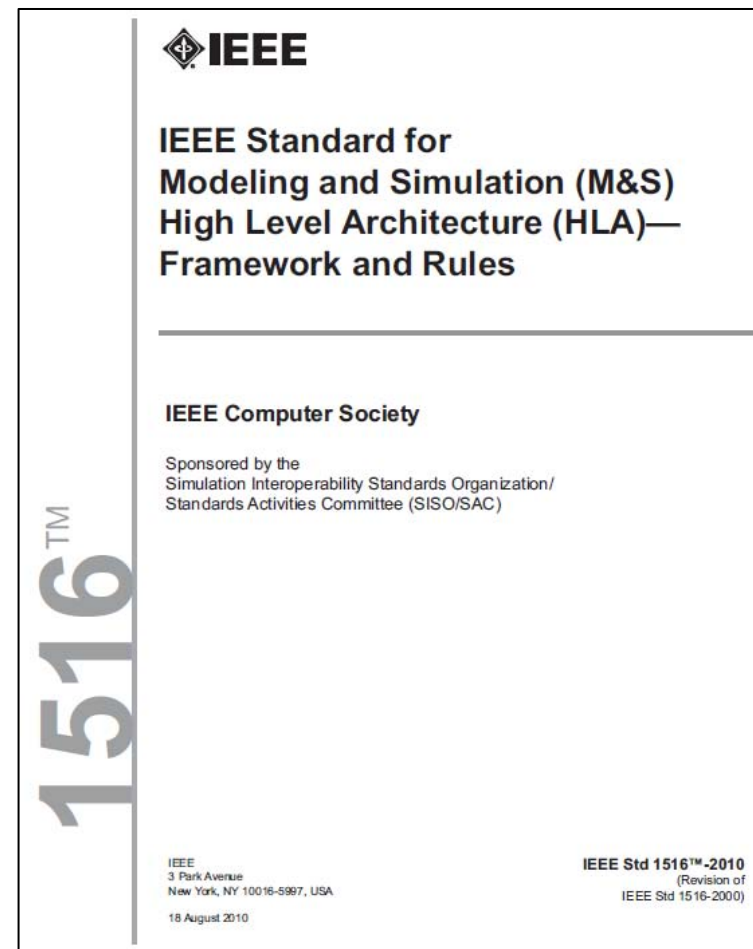 IEEE
IEEE Standard for
Modeling and Simulation (M&S)
High Level Architecture (HLA)—
Framework and Rules
IEEE Computer Society
Sponsored by the
Simulation Interoperability Standards Organization/
Standards Activities Committee (SISO/SAC)
1516™
IEEE
3 Park Avenue
New York, NY 10016-5997, USA
18 August 2010
IEEE Std 1516™-2010
(Revision of
IEEE Std 1516-2000)